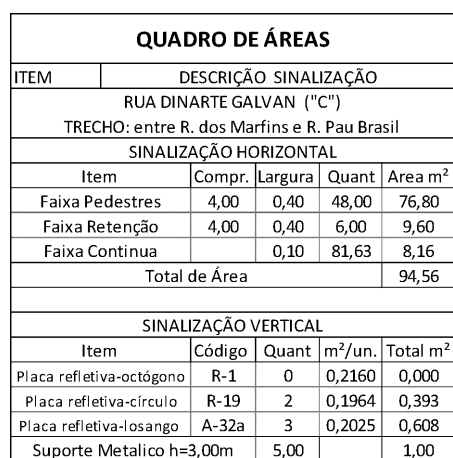 QUADRO DE ÁREAS
ITEM DESCRIÇÃO SINALIZAÇÃO
RUA DINARTE GALVAN ("C")
TRECHO: entre R. dos Marfins e R. Pau Brasil
SINALIZAÇÃO HORIZONTAL
Item Compr. Largura Quant Area m²
Faixa Pedestres 4,00 0,40 48,00 76,80
Faixa Retenção 4,00 0,40 6,00 9,60
Faixa Continua 0,10 81,63 8,16
Total de Área 94,56
SINALIZAÇÃO VERTICAL
Item Código Quant m²/un. Total m²
Placa refletiva-octógono R-1 0 0,2160 0,000
Placa refletiva-círculo R-19 2 0,1964 0,393
Placa refletiva-losango A-32a 3 0,2025 0,608
Suporte Metalico h=3,00m 5,00 1,00